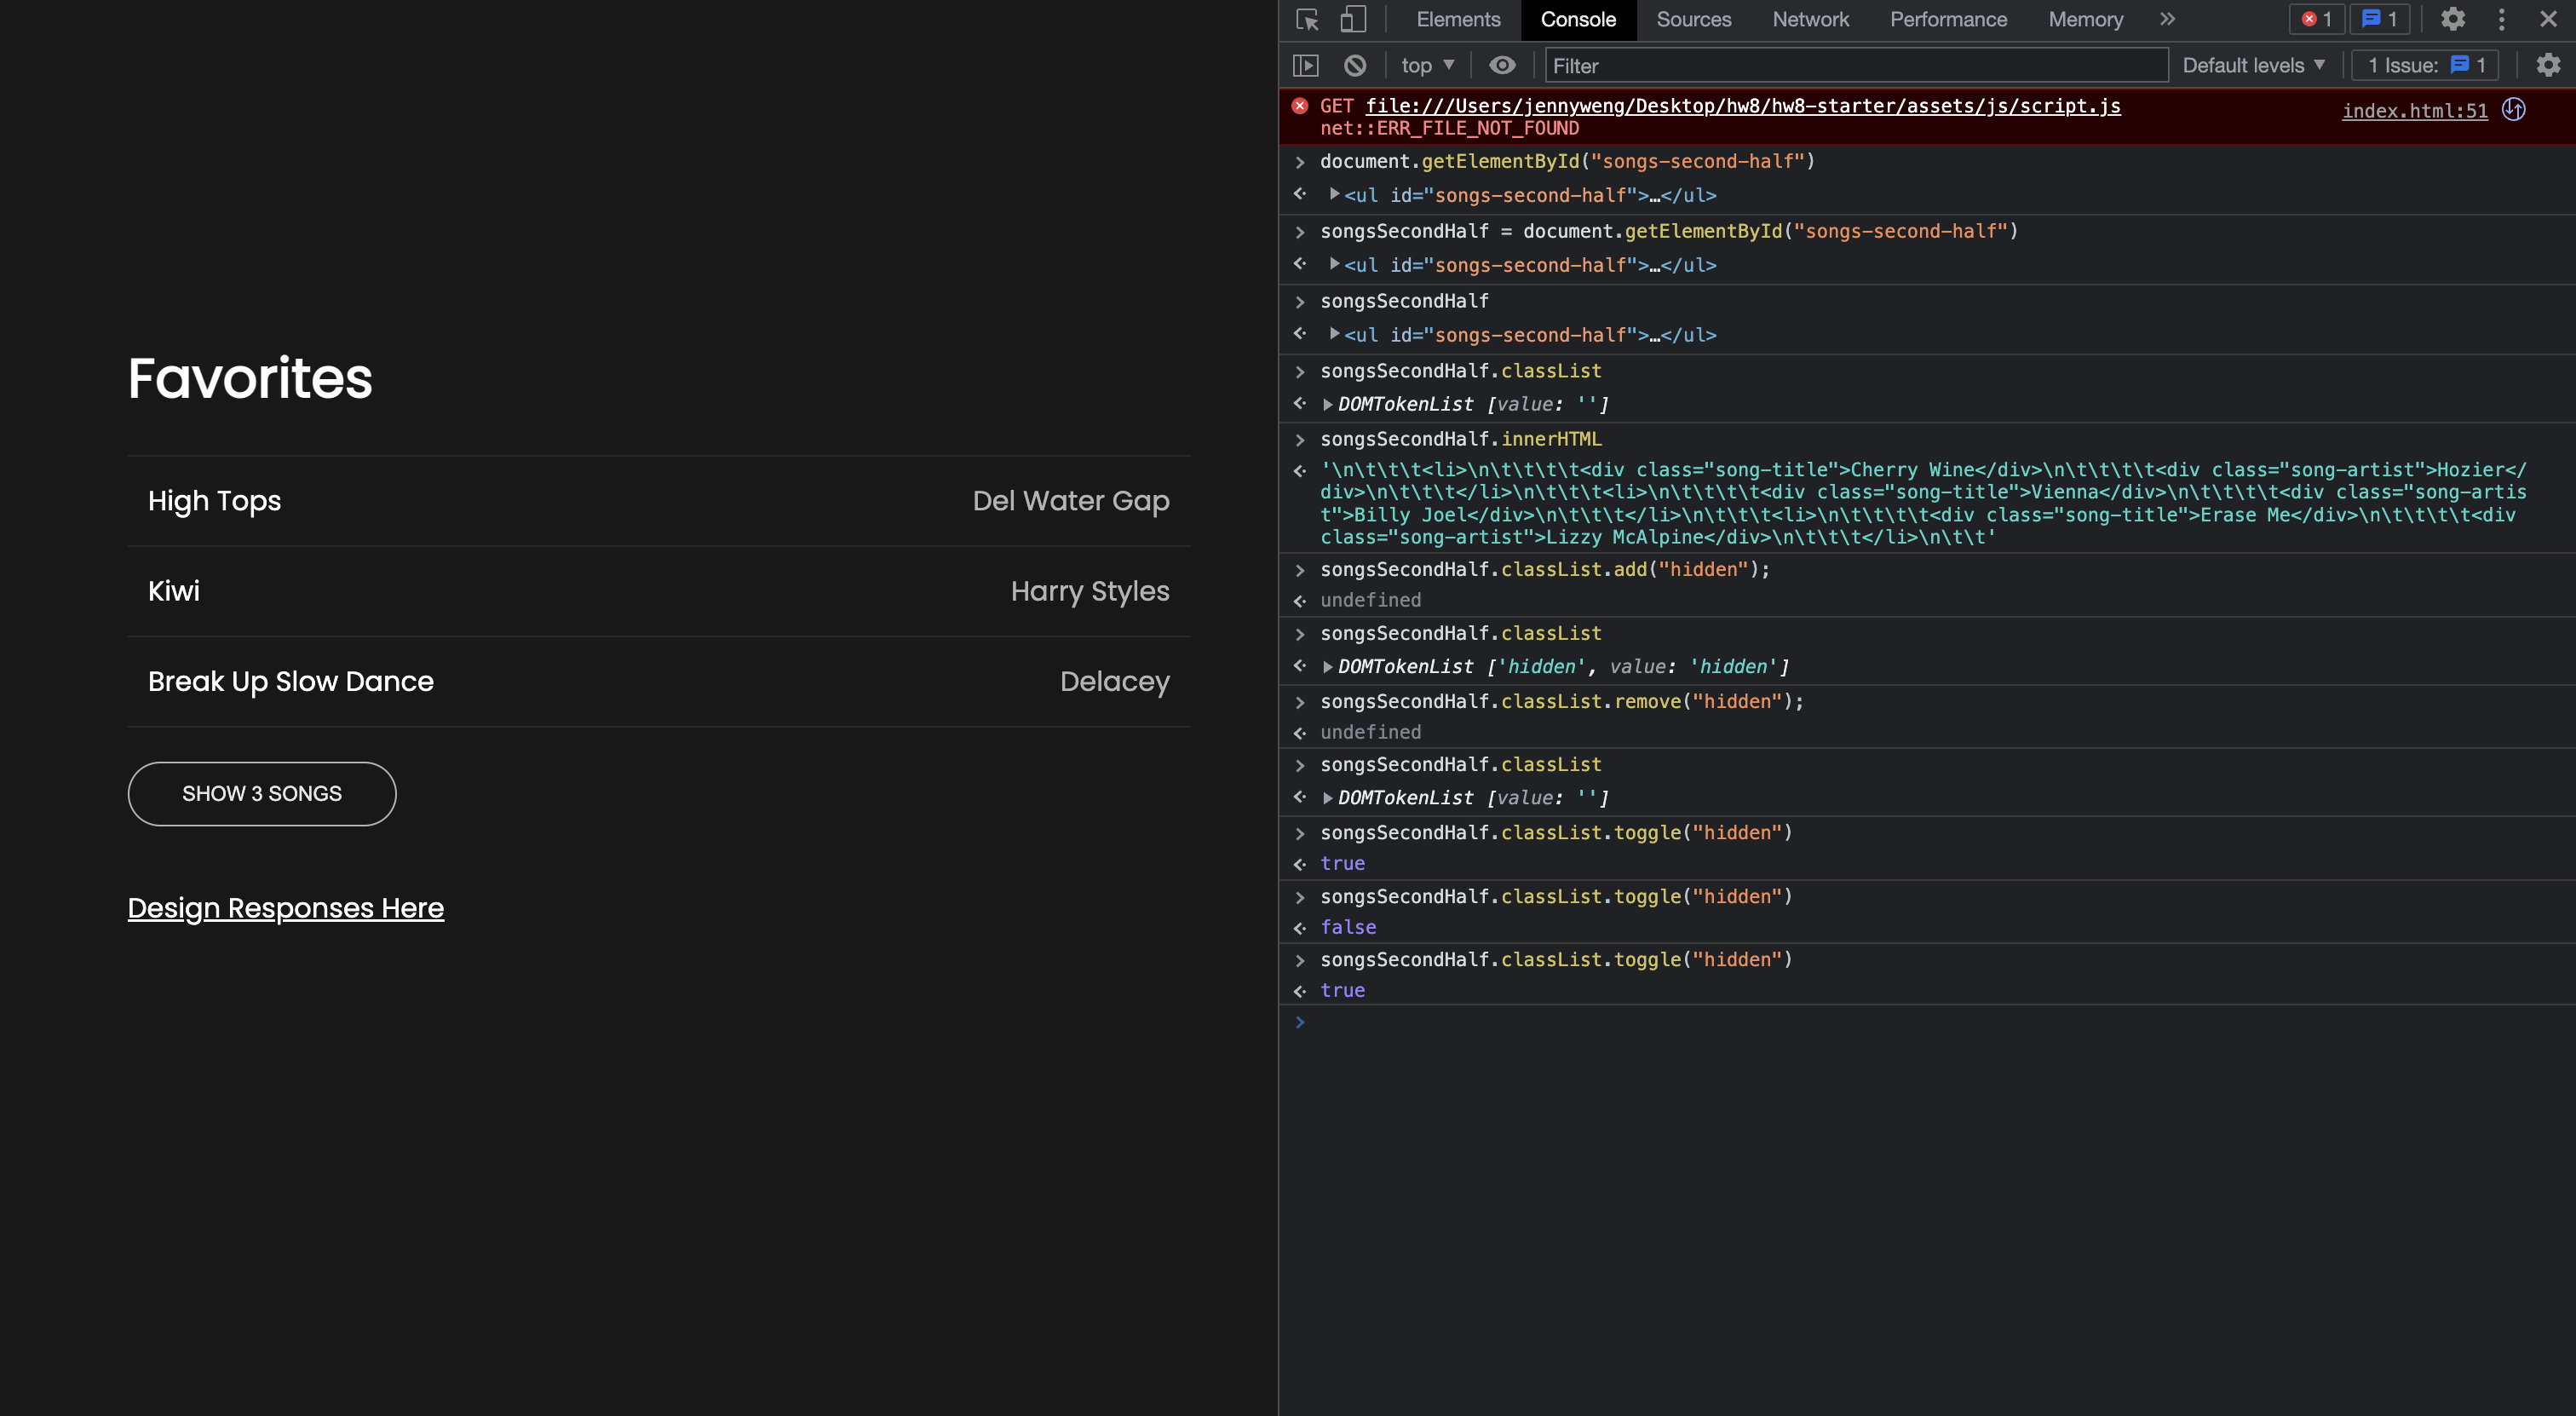 Favorites
High Tops
Del Water Gap
Kiwi
Harry Styles
Break Up Slow Dance
Delacey
SHOW 3 SONGS
Design Responses Here
Elements Console Sources Network Performance Memory » 1 1
top Filter Default levels 1 Issue: 1
GET file:///Users/jennyweng/Desktop/hw8/hw8-starter/assets/js/script.js index.html:51
net::ERR_FILE_NOT_FOUND
document.getElementById("songs-second-half")
<ul id="songs-second-half">…</ul>
songsSecondHalf = document.getElementById("songs-second-half")
<ul id="songs-second-half">…</ul>
songsSecondHalf
<ul id="songs-second-half">…</ul>
songsSecondHalf.classList
DOMTokenList [value: '']
songsSecondHalf.innerHTML
'\n\t\t\t<li>\n\t\t\t\t<div class="song-title">Cherry Wine</div>\n\t\t\t\t<div class="song-artist">Hozier</
div>\n\t\t\t</li>\n\t\t\t<li>\n\t\t\t\t<div class="song-title">Vienna</div>\n\t\t\t\t<div class="song-artis
t">Billy Joel</div>\n\t\t\t</li>\n\t\t\t<li>\n\t\t\t\t<div class="song-title">Erase Me</div>\n\t\t\t\t<div
class="song-artist">Lizzy McAlpine</div>\n\t\t\t</li>\n\t\t'
songsSecondHalf.classList.add("hidden");
undefined
songsSecondHalf.classList
DOMTokenList ['hidden', value: 'hidden']
songsSecondHalf.classList.remove("hidden");
undefined
songsSecondHalf.classList
DOMTokenList [value: '']
songsSecondHalf.classList.toggle("hidden")
true
songsSecondHalf.classList.toggle("hidden")
false
songsSecondHalf.classList.toggle("hidden")
true